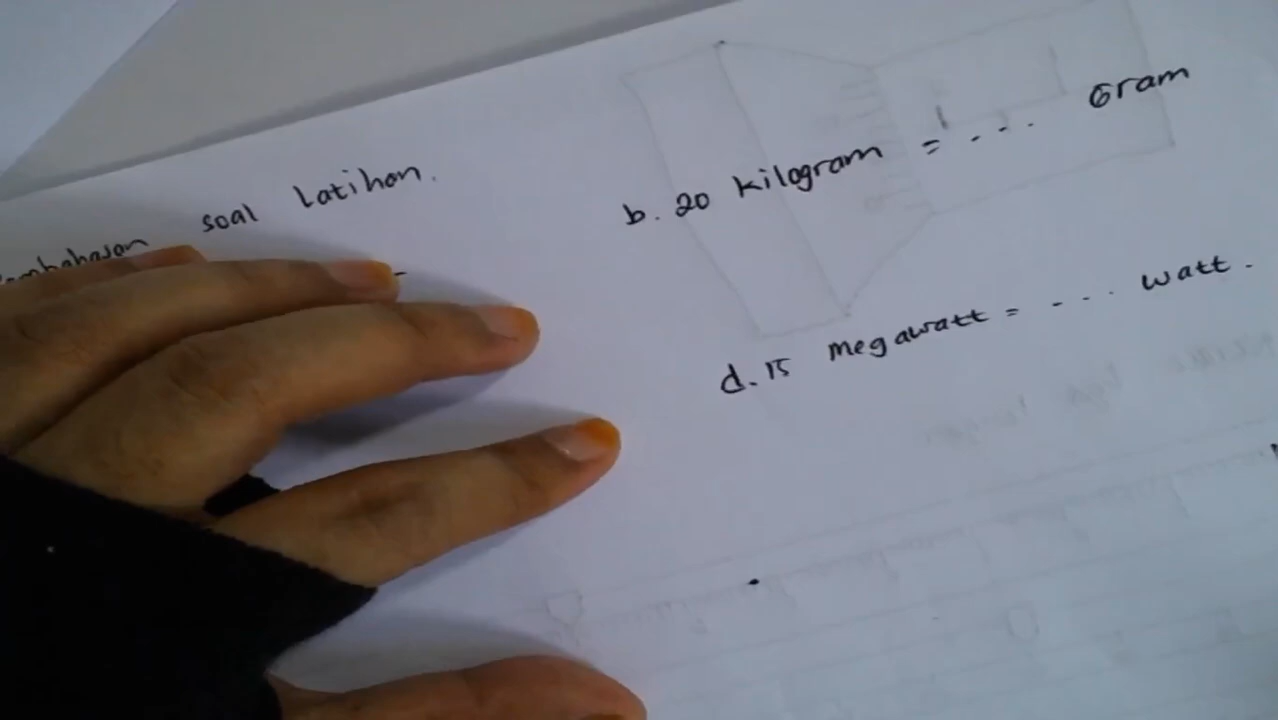 soal Latihan.
b. 20 kilogram = ... Gram
d. 15 megawatt = ... watt.